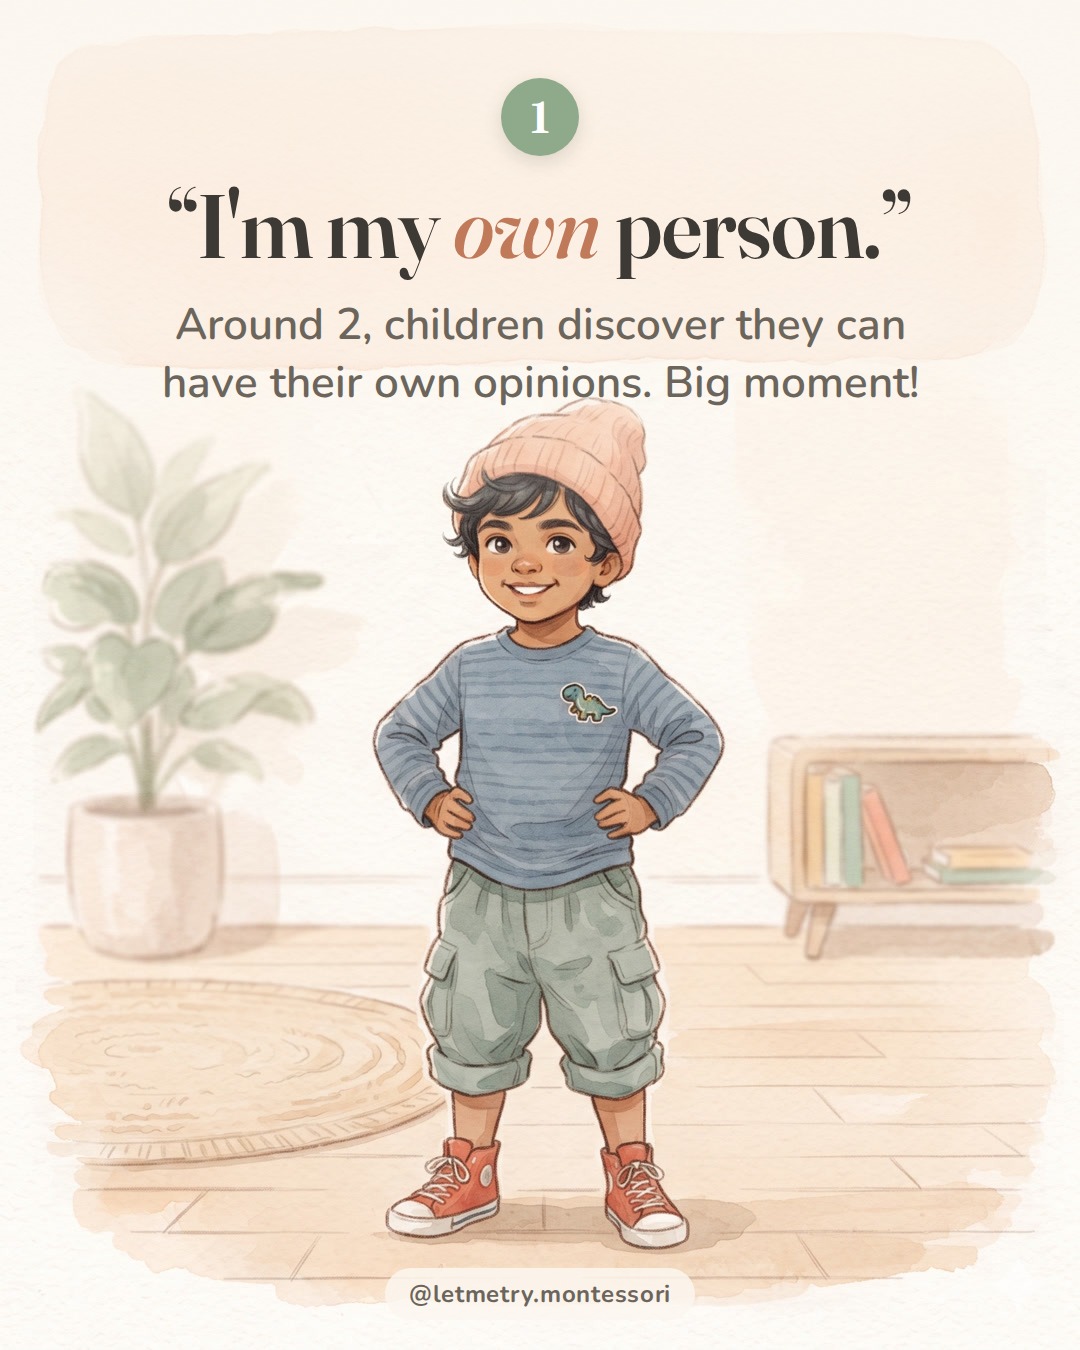 1
“I'm my own person.”
Around 2, children discover they can
have their own opinions. Big moment!
@letmetry.montessori